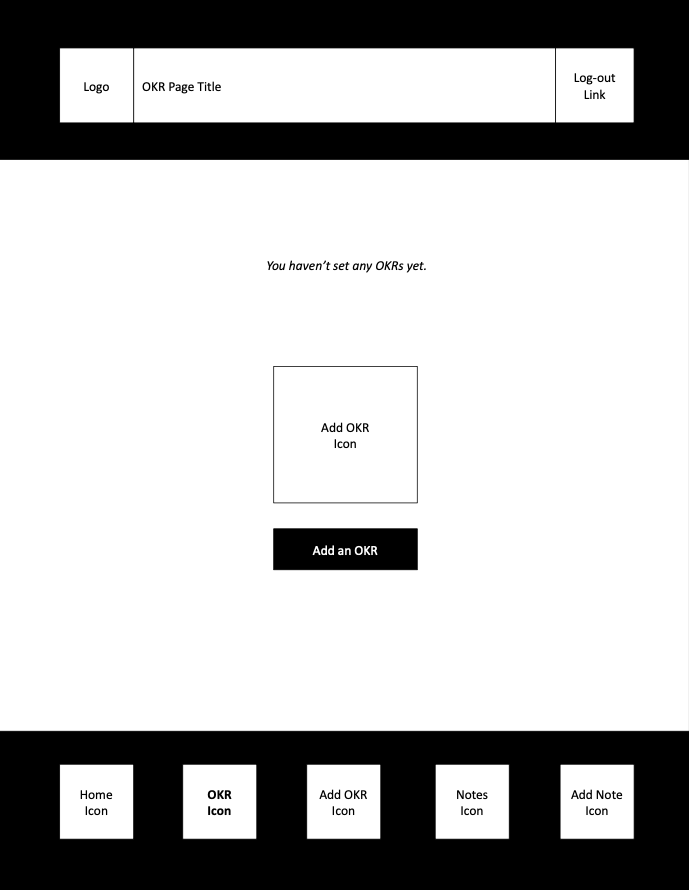 Logo
OKR Page Title
Log-out
Link
You haven’t set any OKRs yet.
Add OKR
Icon
Add an OKR
Home
Icon
OKR
Icon
Add OKR
Icon
Notes
Icon
Add Note
Icon